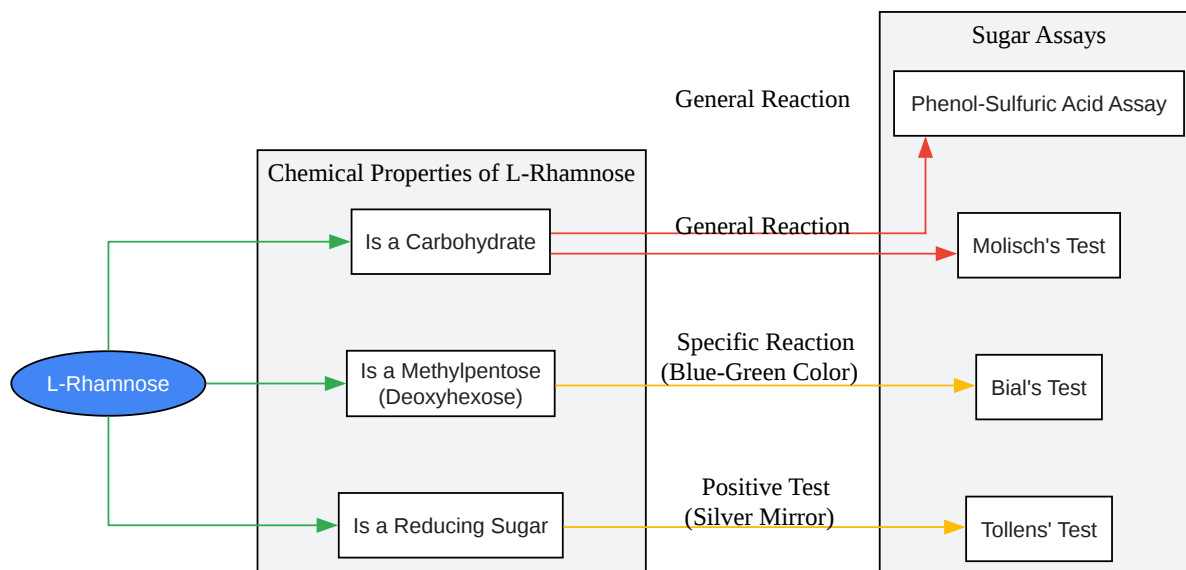 Sugar Assays
General Reaction
Phenol-Sulfuric Acid Assay
Chemical Properties of L-Rhamnose
Is a Carbohydrate
General Reaction
Molisch's Test
L-Rhamnose
Is a Methylpentose
(Deoxyhexose)
Specific Reaction
(Blue-Green Color)
Bial's Test
Is a Reducing Sugar
Positive Test
(Silver Mirror)
Tollens' Test